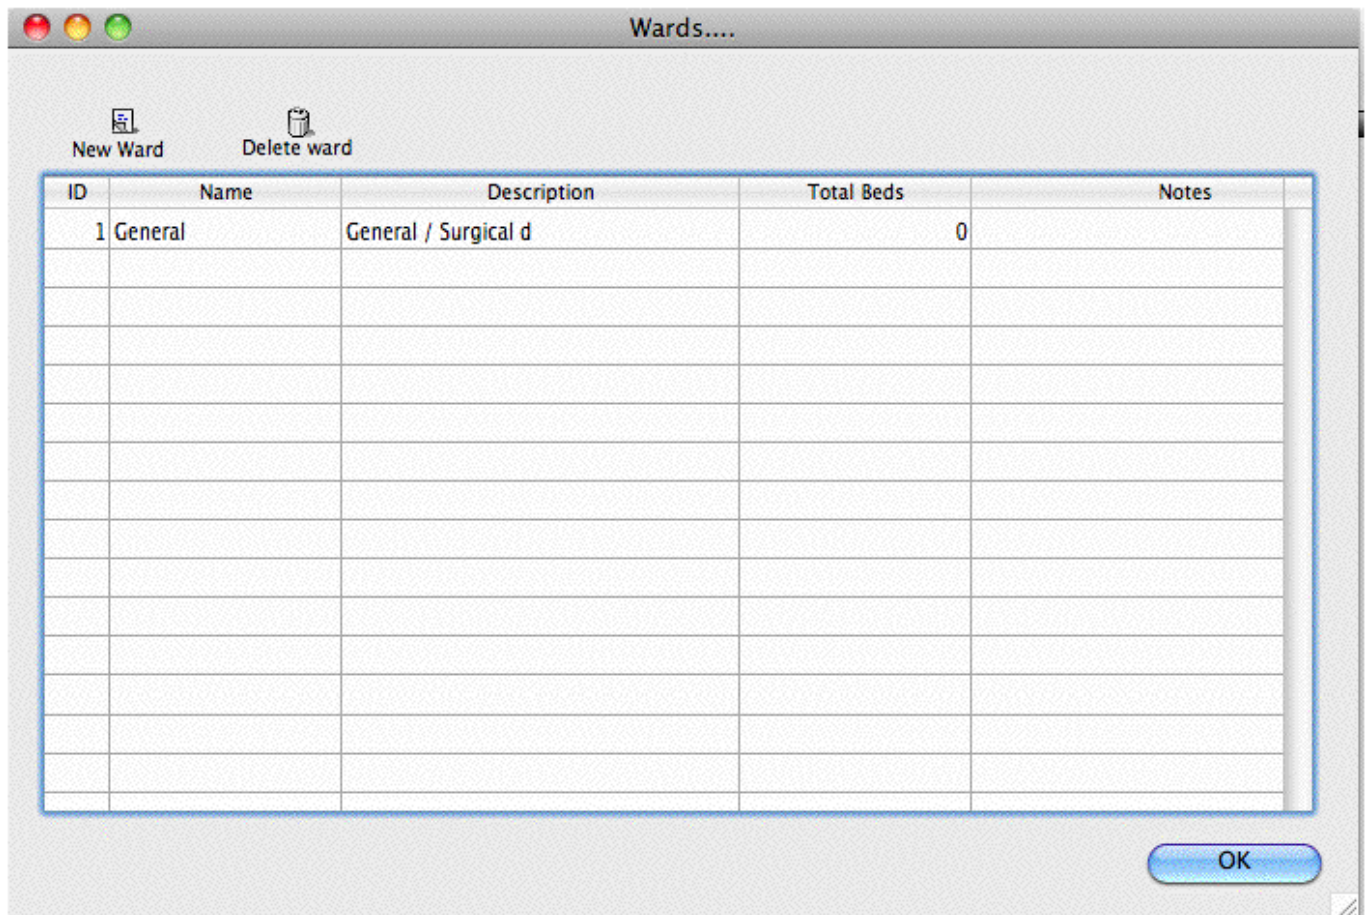 Wards....
New Ward Delete ward
ID Name Description Total Beds Notes
1 General General / Surgical d 0
OK